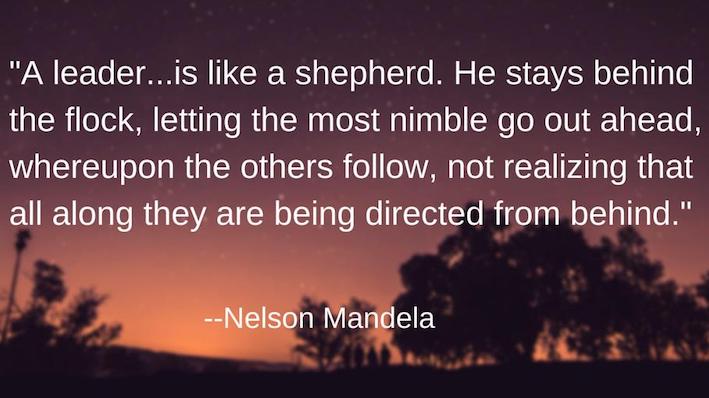 "A leader...is like a shepherd. He stays behind
the flock, letting the most nimble go out ahead,
whereupon the others follow, not realizing that
all along they are being directed from behind."
--Nelson Mandela